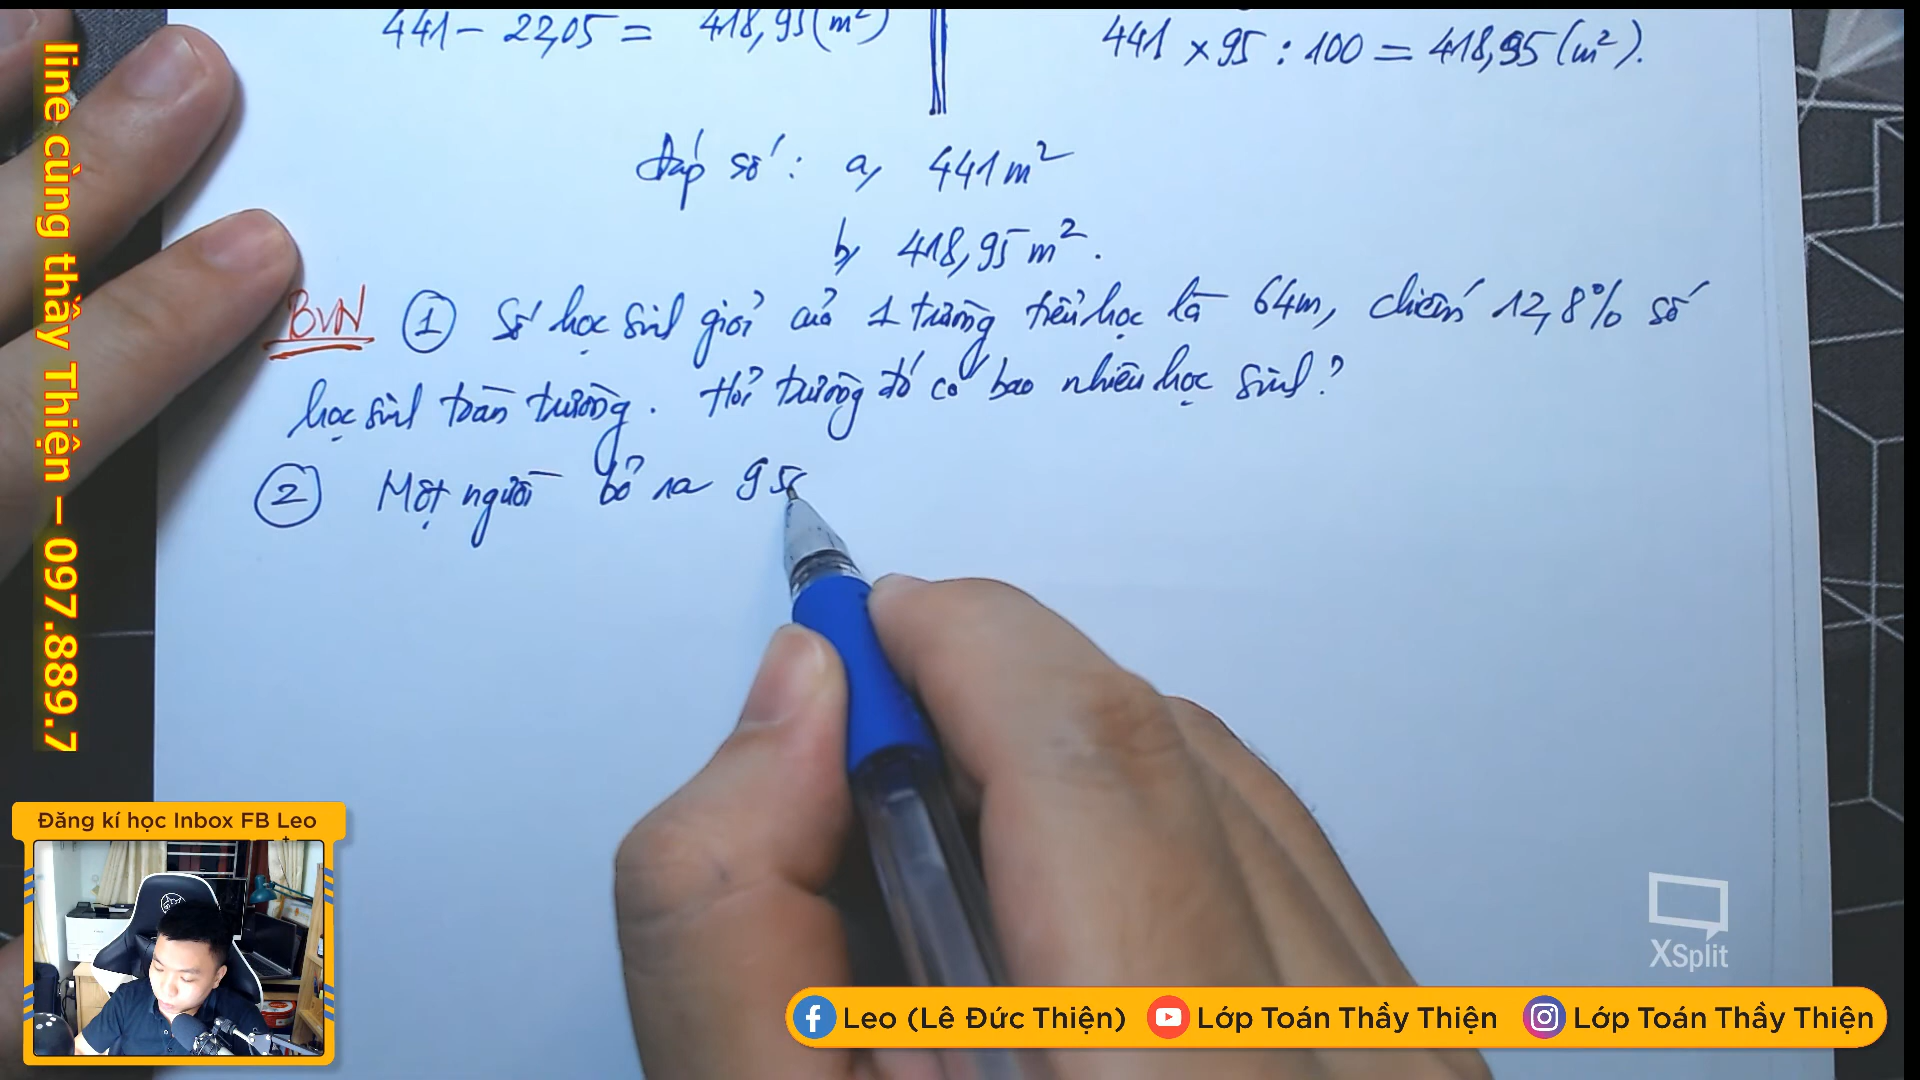 441 - 22,05 = 418,95 (m²)
441 × 95 : 100 = 418,95 (m²).
Đáp số : a, 441 m²
b, 418,95 m².
BVN ① Số học sinh giỏi của 1 trường tiểu học là 64m, chiếm 12,8% số
học sinh toàn trường. Hỏi trường đó có bao nhiêu học sinh?
② Một người bỏ ra 95
line cùng thầy Thiện – 097.889.7
Đăng kí học Inbox FB Leo
XSplit
Leo (Lê Đức Thiện) Lớp Toán Thầy Thiện Lớp Toán Thầy Thiện